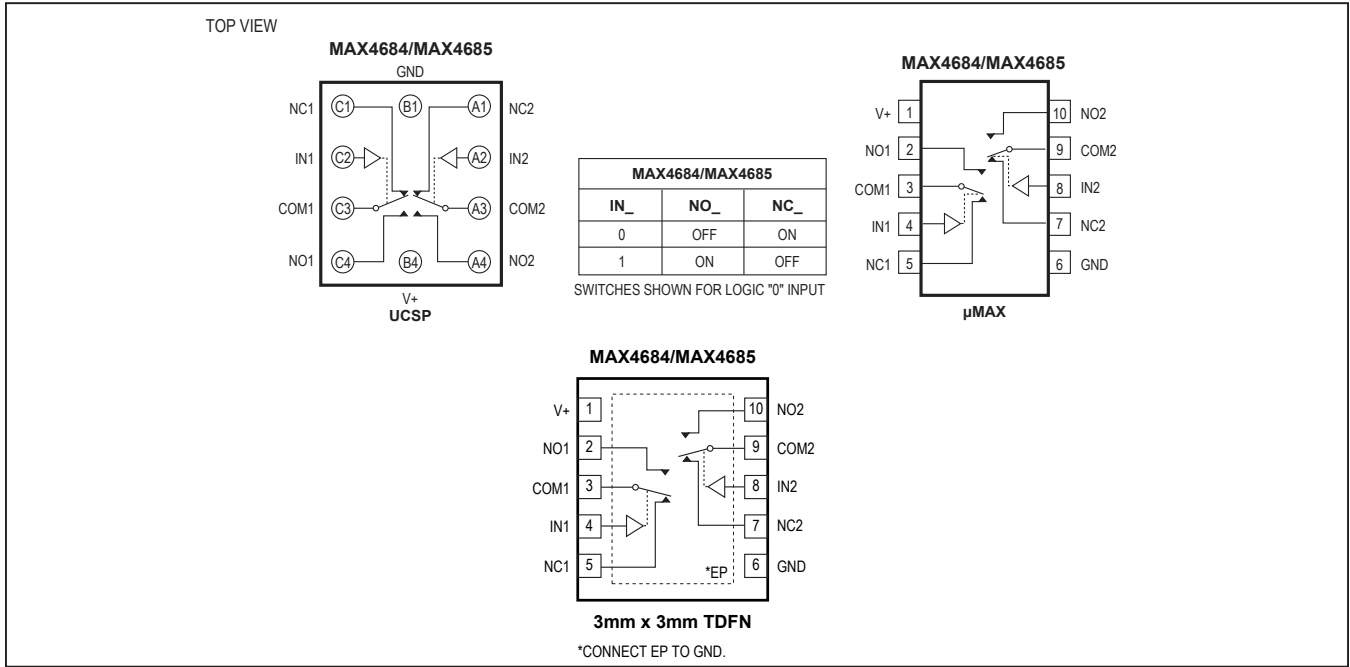 TOP VIEW
MAX4684/MAX4685
GND
NC1 C1 B1 A1 NC2
IN1 C2 A2 IN2
COM1 C3 A3 COM2
NO1 C4 B4 A4 NO2
V+
UCSP
MAX4684/MAX4685
IN_ NO_ NC_
0 OFF ON
1 ON OFF
SWITCHES SHOWN FOR LOGIC "0" INPUT
MAX4684/MAX4685
V+ 1 10 NO2
NO1 2 9 COM2
COM1 3 8 IN2
IN1 4 7 NC2
NC1 5 6 GND
µMAX
MAX4684/MAX4685
V+ 1 10 NO2
NO1 2 9 COM2
COM1 3 8 IN2
IN1 4 7 NC2
NC1 5 *EP 6 GND
3mm x 3mm TDFN
*CONNECT EP TO GND.